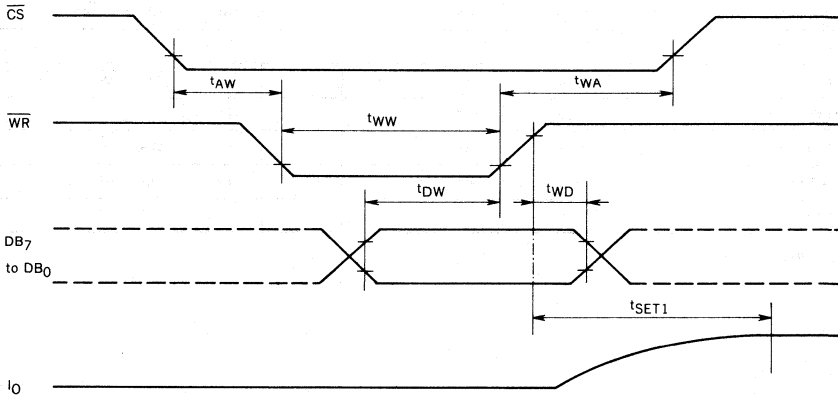 CS
tAW
tWA
WR
tWW
tDW
tWD
DB7
to DB0
tSET1
IO